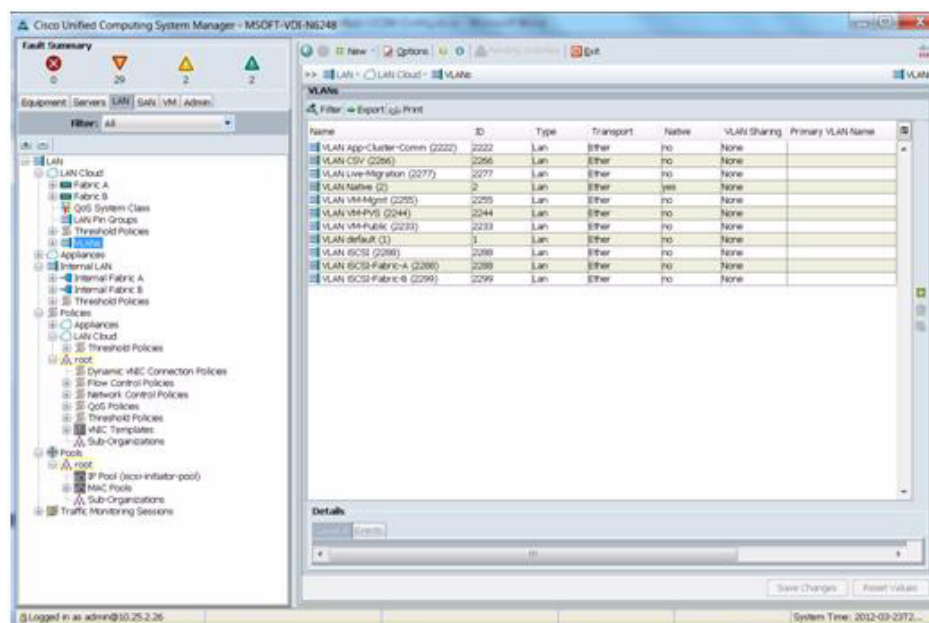 Cisco Unified Computing System Manager - MSOFT-VDI-N6248
Fault Summary
0 29 2 2
Equipment Servers LAN SAN VM Admin
Filter: All
LAN
LAN Cloud
Fabric A
Fabric B
QoS System Class
LAN Pin Groups
Threshold Policies
VLANs
Appliances
Internal LAN
Internal Fabric A
Internal Fabric B
Threshold Policies
Policies
Appliances
LAN Cloud
Threshold Policies
root
Dynamic vNIC Connection Policies
Flow Control Policies
Network Control Policies
QoS Policies
Threshold Policies
vNIC Templates
Sub-Organizations
Pools
root
IP Pool (iscsi-initiator-pool)
MAC Pools
Sub-Organizations
Traffic Monitoring Sessions
New Options Exit
>> LAN LAN Cloud VLANs VLAN
VLANs
Filter Export Print
Name ID Type Transport Native VLAN Sharing Primary VLAN Name
VLAN App-Cluster-Comm (2222) 2222 Lan Ether no None
VLAN CSV (2266) 2266 Lan Ether no None
VLAN Live-Migration (2277) 2277 Lan Ether no None
VLAN Native (2) 2 Lan Ether yes None
VLAN VM-Mgmt (2255) 2255 Lan Ether no None
VLAN VM-PVS (2244) 2244 Lan Ether no None
VLAN VM-Public (2233) 2233 Lan Ether no None
VLAN default (1) 1 Lan Ether no None
VLAN iSCSI (2288) 2288 Lan Ether no None
VLAN iSCSI-Fabric-A (2288) 2288 Lan Ether no None
VLAN iSCSI-Fabric-B (2299) 2299 Lan Ether no None
Details
Events
Save Changes Reset Values
Logged in as admin@10.25.2.26 System Time: 2012-03-23T2...